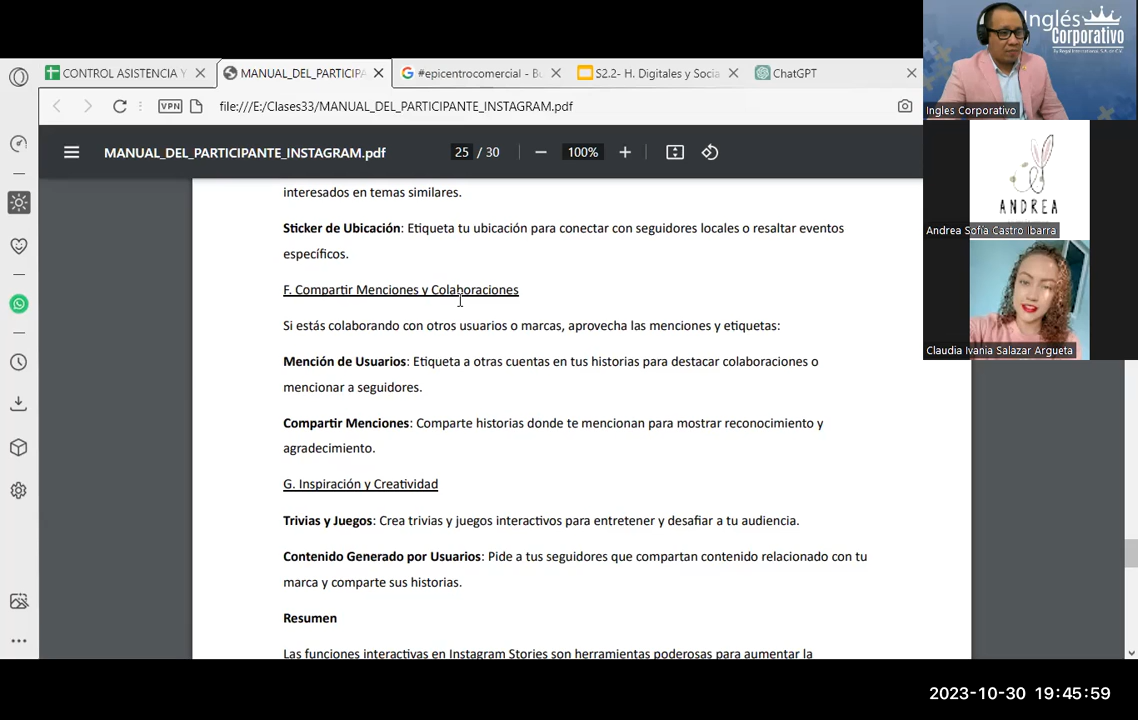 CONTROL ASISTENCIA Y
MANUAL_DEL_PARTICIPA
#epicentrocomercial - Bu
S2.2- H. Digitales y Socia
ChatGPT
VPN
file:///E:/Clases33/MANUAL_DEL_PARTICIPANTE_INSTAGRAM.pdf
MANUAL_DEL_PARTICIPANTE_INSTAGRAM.pdf
25 / 30
100%
interesados en temas similares.
Sticker de Ubicación: Etiqueta tu ubicación para conectar con seguidores locales o resaltar eventos
específicos.
F. Compartir Menciones y Colaboraciones
Si estás colaborando con otros usuarios o marcas, aprovecha las menciones y etiquetas:
Mención de Usuarios: Etiqueta a otras cuentas en tus historias para destacar colaboraciones o
mencionar a seguidores.
Compartir Menciones: Comparte historias donde te mencionan para mostrar reconocimiento y
agradecimiento.
G. Inspiración y Creatividad
Trivias y Juegos: Crea trivias y juegos interactivos para entretener y desafiar a tu audiencia.
Contenido Generado por Usuarios: Pide a tus seguidores que compartan contenido relacionado con tu
marca y comparte sus historias.
Resumen
Las funciones interactivas en Instagram Stories son herramientas poderosas para aumentar la
Inglés
Corporativo
Ingles Corporativo
ANDREA
Andrea Sofía Castro Ibarra
Claudia Ivania Salazar Argueta
2023-10-30 19:45:59